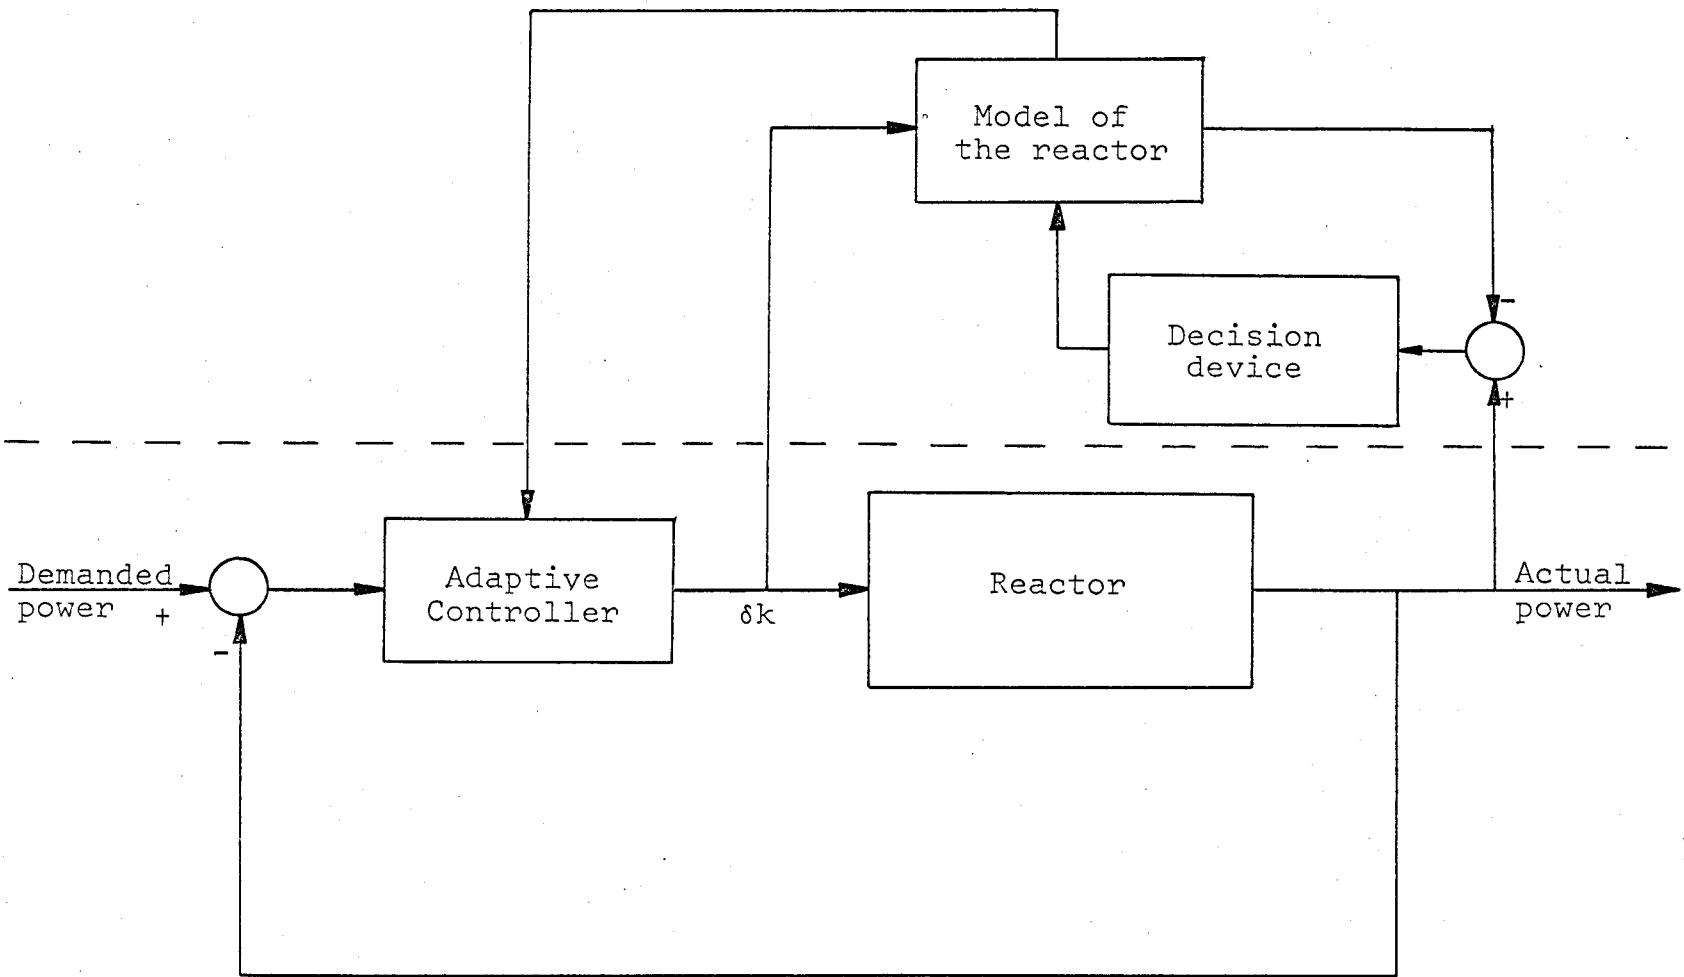 Model of
the reactor
-
Decision
device
+
Demanded
power +
-
Adaptive
Controller
δk
Reactor
Actual
power